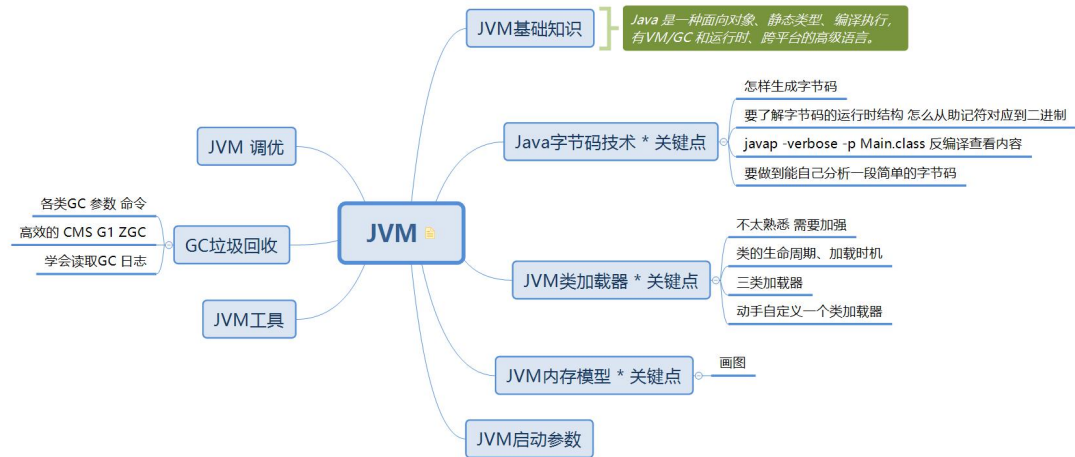 JVM
JVM基础知识
Java 是一种面向对象、静态类型、编译执行,
有VM/GC 和运行时、跨平台的高级语言。
Java字节码技术 * 关键点
怎样生成字节码
要了解字节码的运行时结构 怎么从助记符对应到二进制
javap -verbose -p Main.class 反编译查看内容
要做到能自己分析一段简单的字节码
JVM类加载器 * 关键点
不太熟悉 需要加强
类的生命周期、加载时机
三类加载器
动手自定义一个类加载器
JVM内存模型 * 关键点
画图
JVM启动参数
JVM 调优
GC垃圾回收
各类GC 参数 命令
高效的 CMS G1 ZGC
学会读取GC 日志
JVM工具